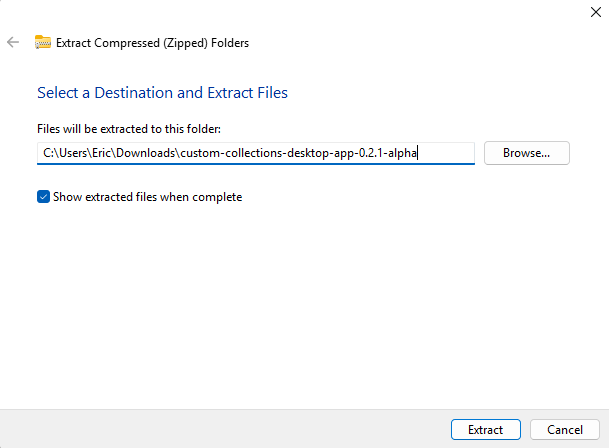 Extract Compressed (Zipped) Folders
Select a Destination and Extract Files
Files will be extracted to this folder:
C:\Users\Eric\Downloads\custom-collections-desktop-app-0.2.1-alpha
Browse...
Show extracted files when complete
Extract
Cancel